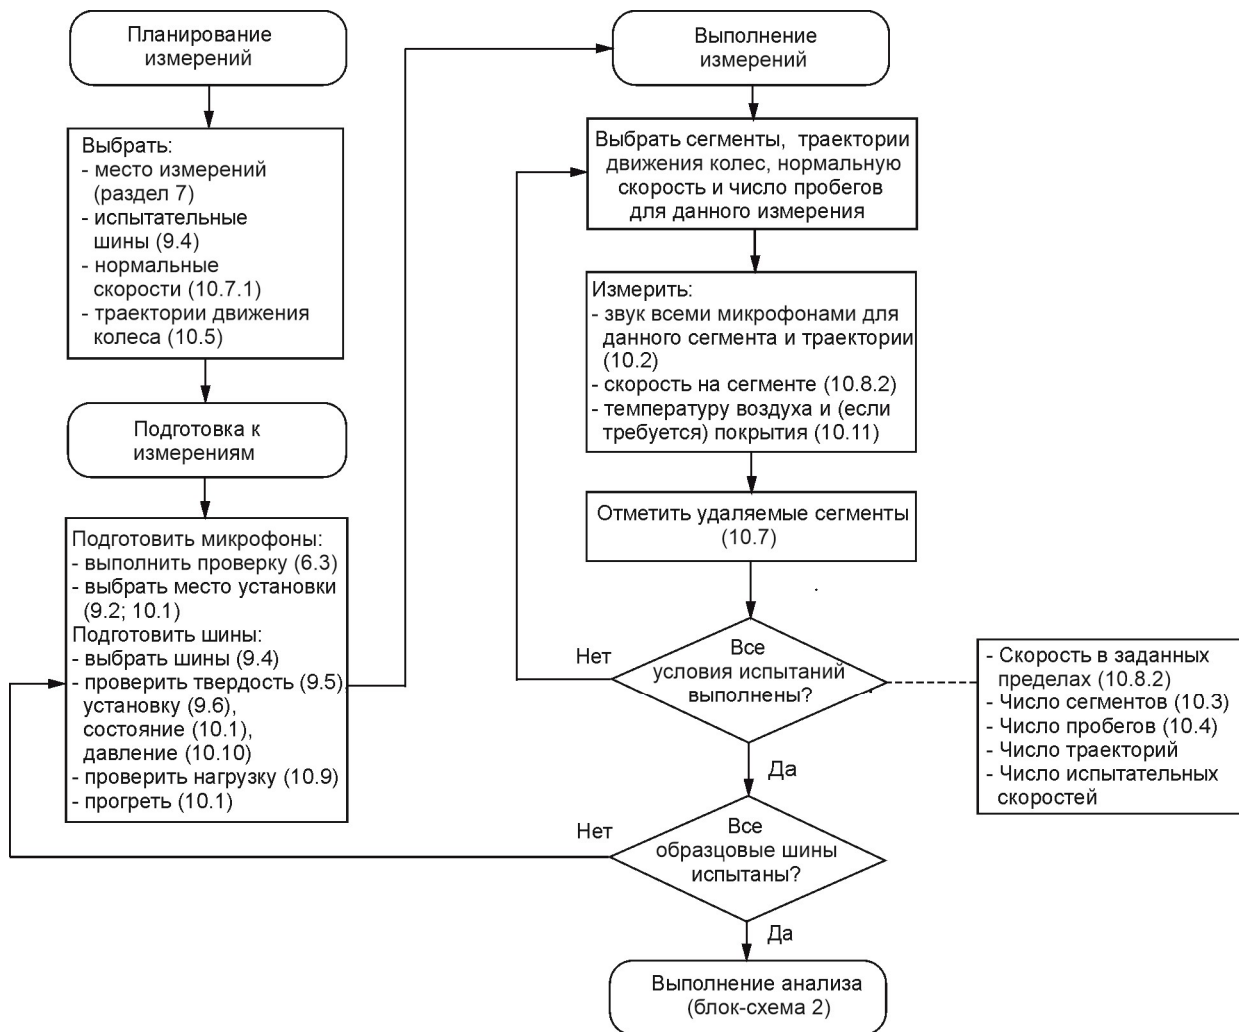 Планирование
измерений
Выбрать:
- место измерений
(раздел 7)
- испытательные
шины (9.4)
- нормальные
скорости (10.7.1)
- траектории движения
колеса (10.5)
Подготовка к
измерениям
Подготовить микрофоны:
- выполнить проверку (6.3)
- выбрать место установки
(9.2; 10.1)
Подготовить шины:
- выбрать шины (9.4)
- проверить твердость (9.5)
установку (9.6),
состояние (10.1),
давление (10.10)
- проверить нагрузку (10.9)
- прогреть (10.1)
Выполнение
измерений
Выбрать сегменты, траектории
движения колес, нормальную
скорость и число пробегов
для данного измерения
Измерить:
- звук всеми микрофонами для
данного сегмента и траектории
(10.2)
- скорость на сегменте (10.8.2)
- температуру воздуха и (если
требуется) покрытия (10.11)
Отметить удаляемые сегменты
(10.7)
Нет
Все
условия испытаний
выполнены?
- Скорость в заданных
пределах (10.8.2)
- Число сегментов (10.3)
- Число пробегов (10.4)
- Число траекторий
- Число испытательных
скоростей
Да
Нет
Все
образцовые шины
испытаны?
Да
Выполнение анализа
(блок-схема 2)